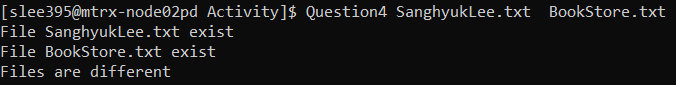 [slee395@mtrx-node02pd Activity]$ Question4 SanghyukLee.txt  BookStore.txt
File SanghyukLee.txt exist
File BookStore.txt exist
Files are different